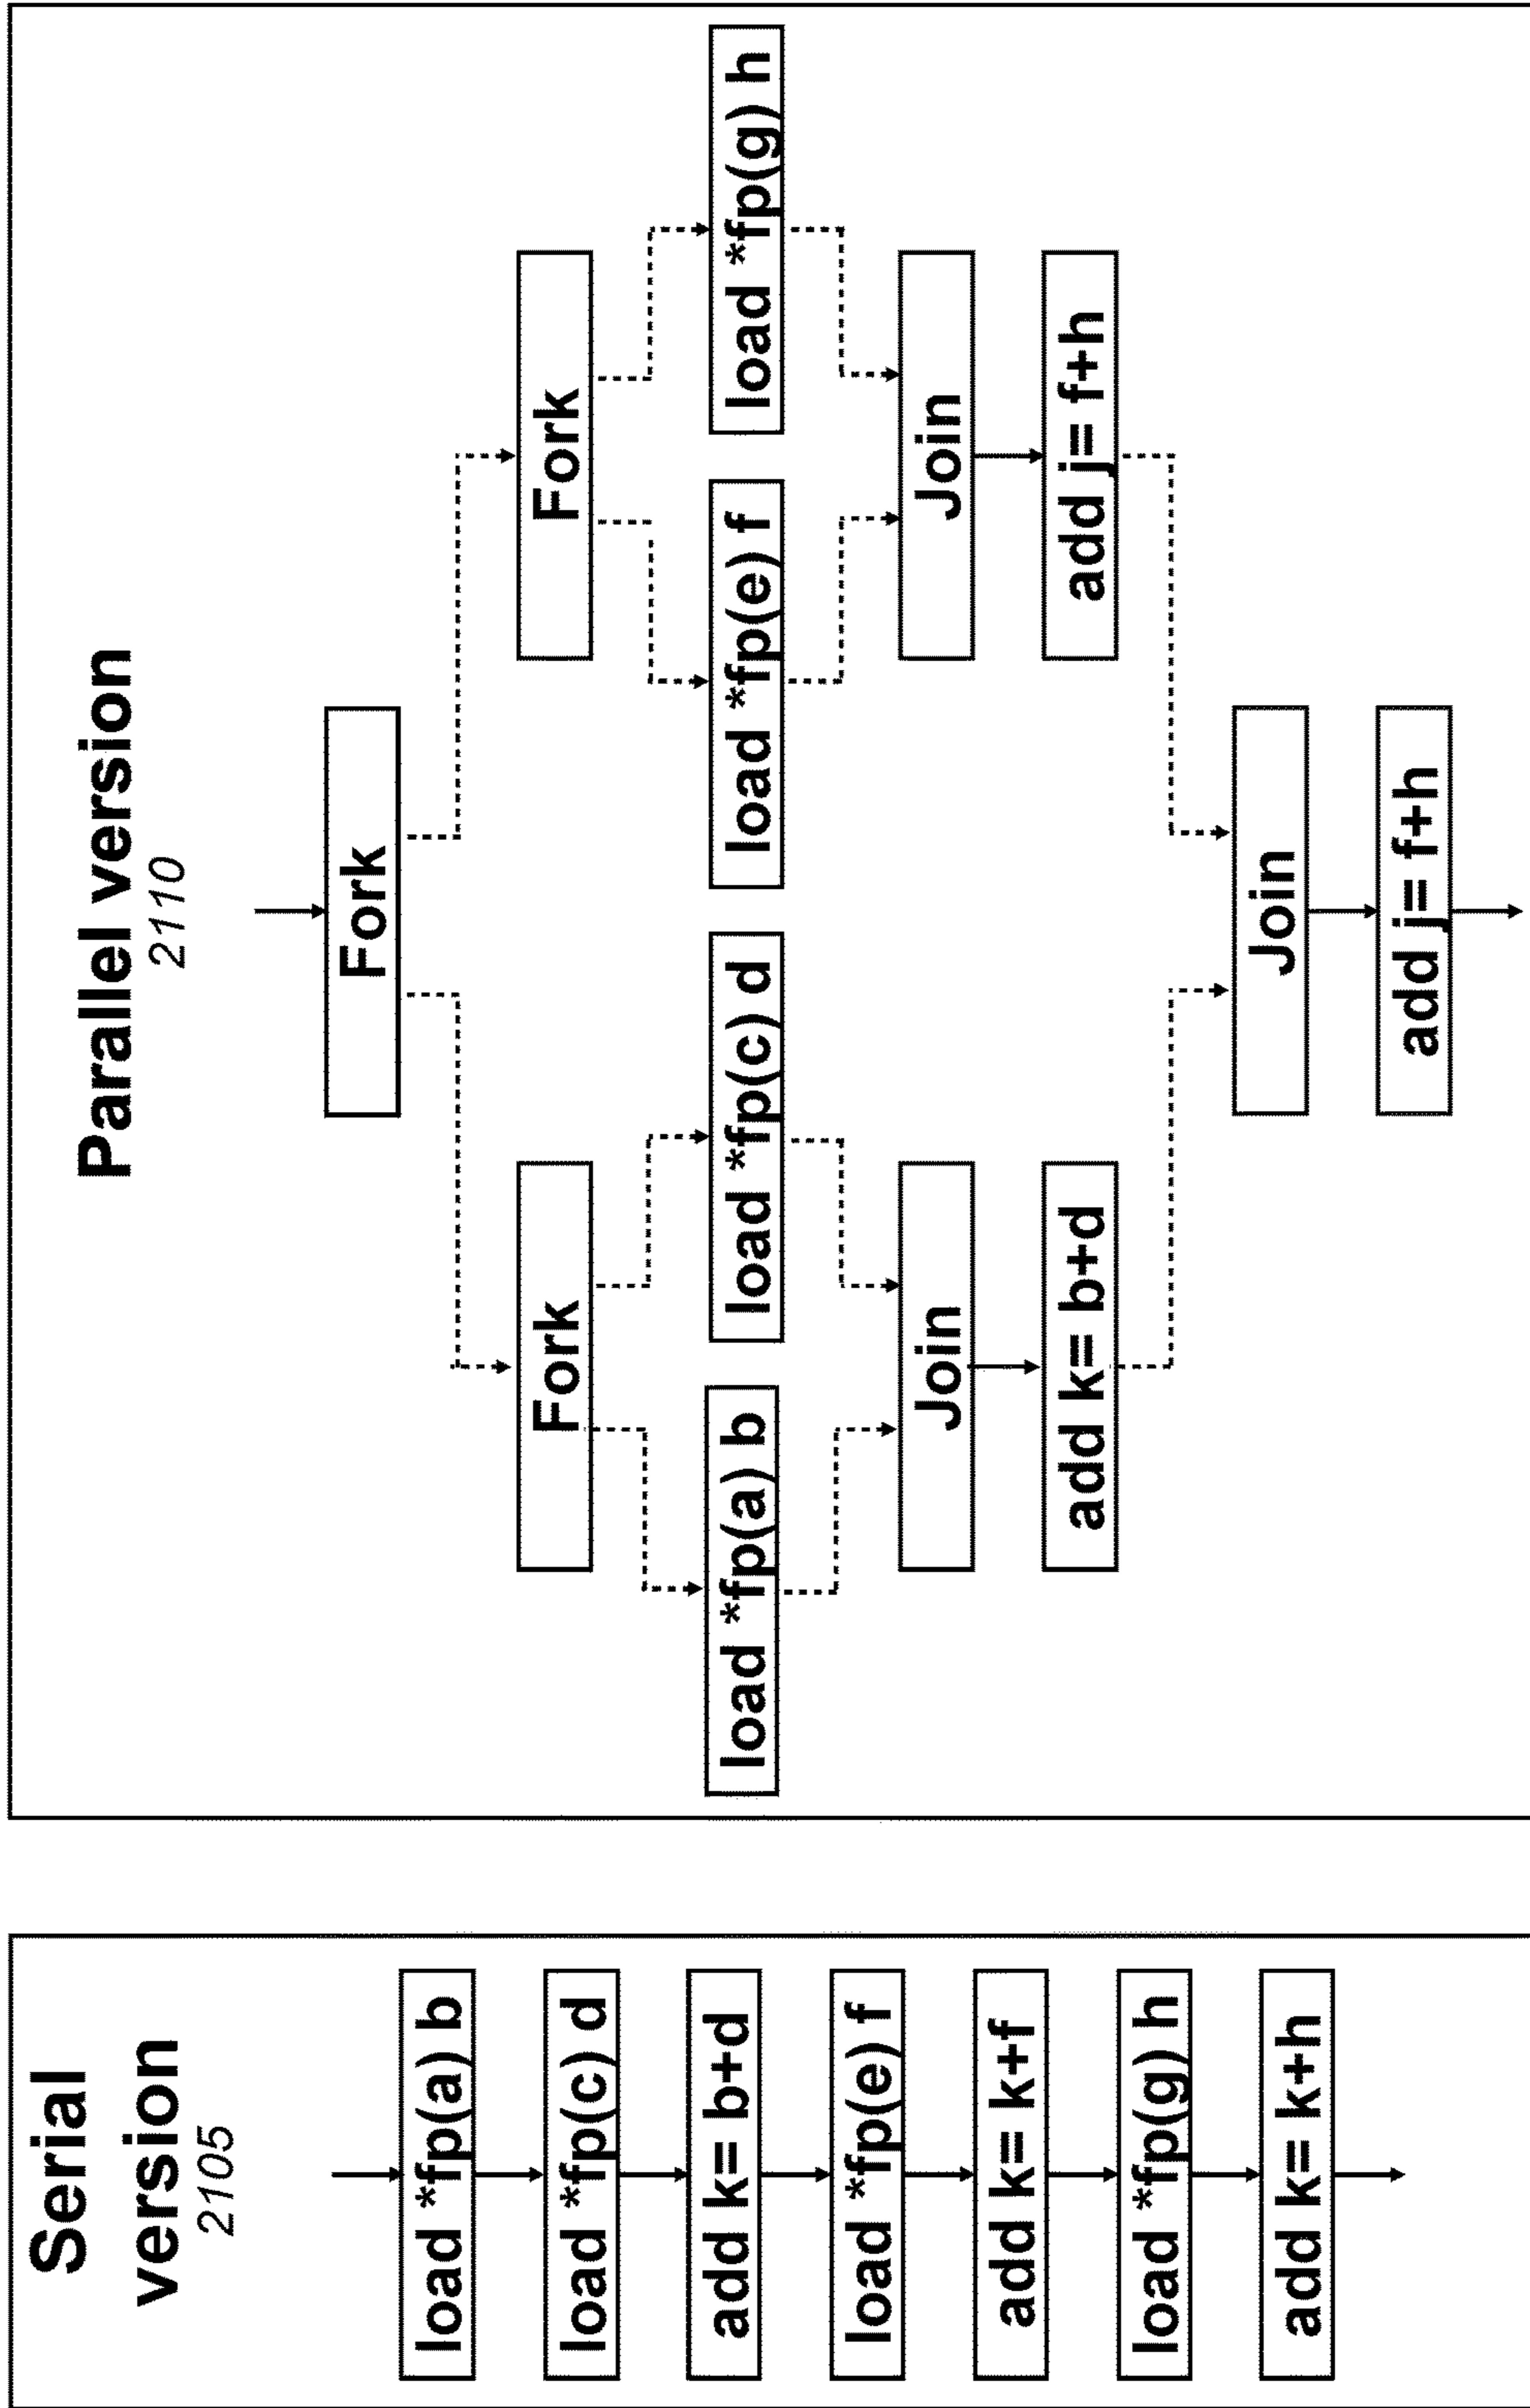 Serial
version
2105
load *fp(a) b
load *fp(c) d
add k= b+d
load *fp(e) f
add k= k+f
load *fp(g) h
add k= k+h
Parallel version
2110
Fork
Fork
Fork
load *fp(a) b
load *fp(c) d
load *fp(e) f
load *fp(g) h
Join
Join
add k= b+d
add j= f+h
Join
add j= f+h